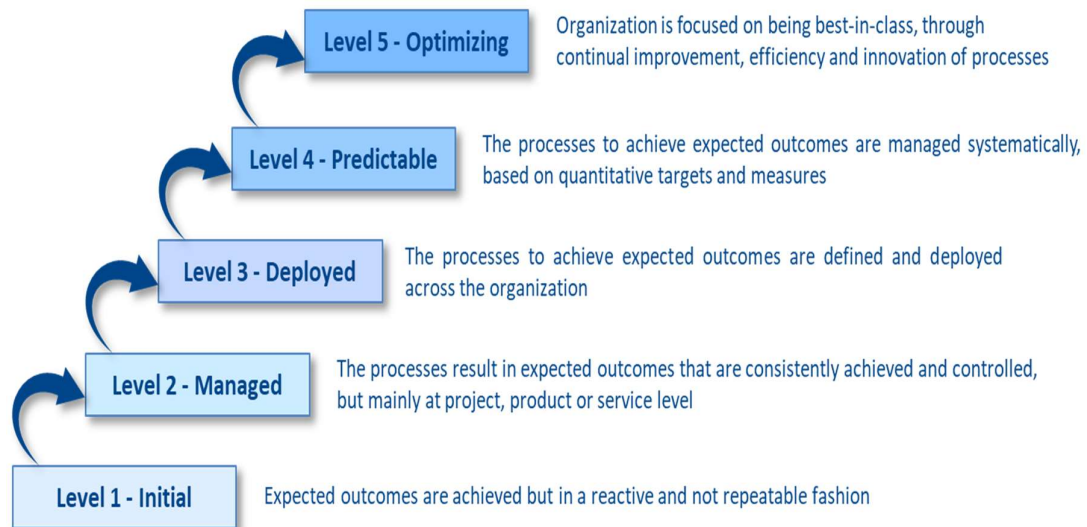 Level 5 - Optimizing
Organization is focused on being best-in-class, through
continual improvement, efficiency and innovation of processes
Level 4 - Predictable
The processes to achieve expected outcomes are managed systematically,
based on quantitative targets and measures
Level 3 - Deployed
The processes to achieve expected outcomes are defined and deployed
across the organization
Level 2 - Managed
The processes result in expected outcomes that are consistently achieved and controlled,
but mainly at project, product or service level
Level 1 - Initial
Expected outcomes are achieved but in a reactive and not repeatable fashion